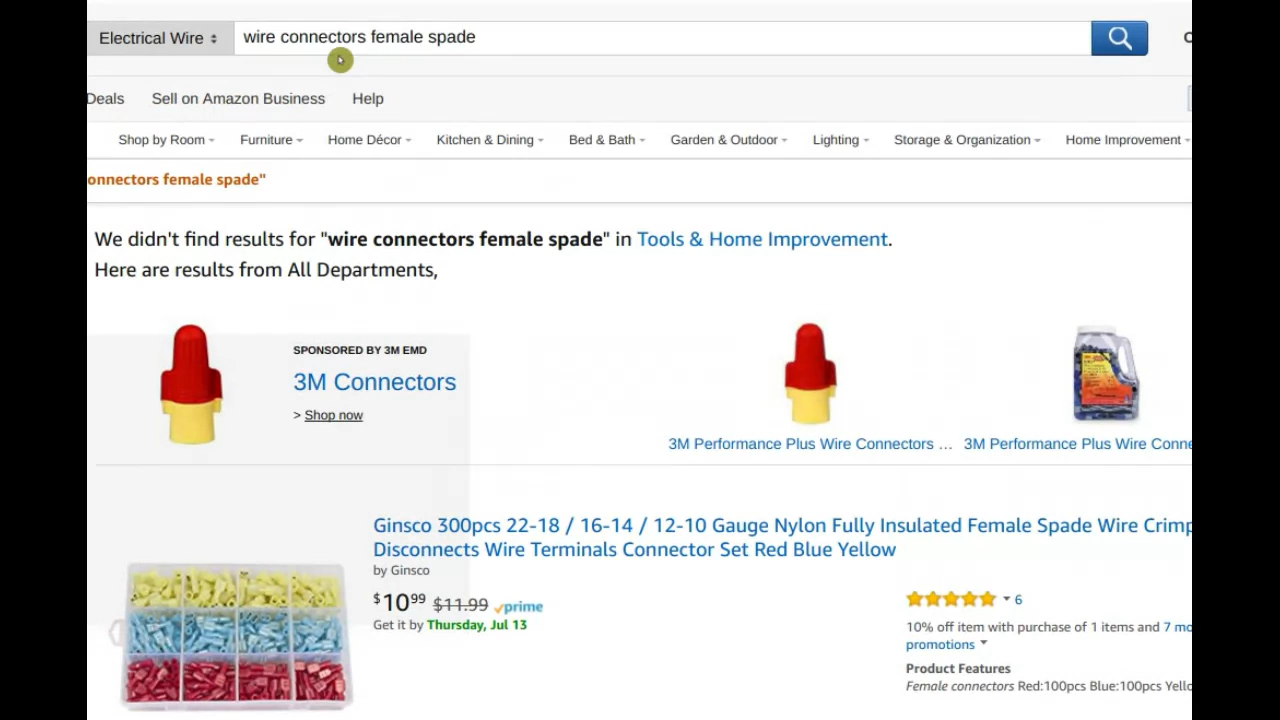 Electrical Wire
wire connectors female spade
Deals
Sell on Amazon Business
Help
Shop by Room
Furniture
Home Décor
Kitchen & Dining
Bed & Bath
Garden & Outdoor
Lighting
Storage & Organization
Home Improvement
onnectors female spade"
We didn't find results for "wire connectors female spade" in Tools & Home Improvement.
Here are results from All Departments,
SPONSORED BY 3M EMD
3M Connectors
> Shop now
3M Performance Plus Wire Connectors …
3M Performance Plus Wire Conne
Ginsco 300pcs 22-18 / 16-14 / 12-10 Gauge Nylon Fully Insulated Female Spade Wire Crimp
Disconnects Wire Terminals Connector Set Red Blue Yellow
by Ginsco
$10.99 $11.99 prime
Get it by Thursday, Jul 13
6
10% off item with purchase of 1 items and 7 mo
promotions
Product Features
Female connectors Red:100pcs Blue:100pcs Yello